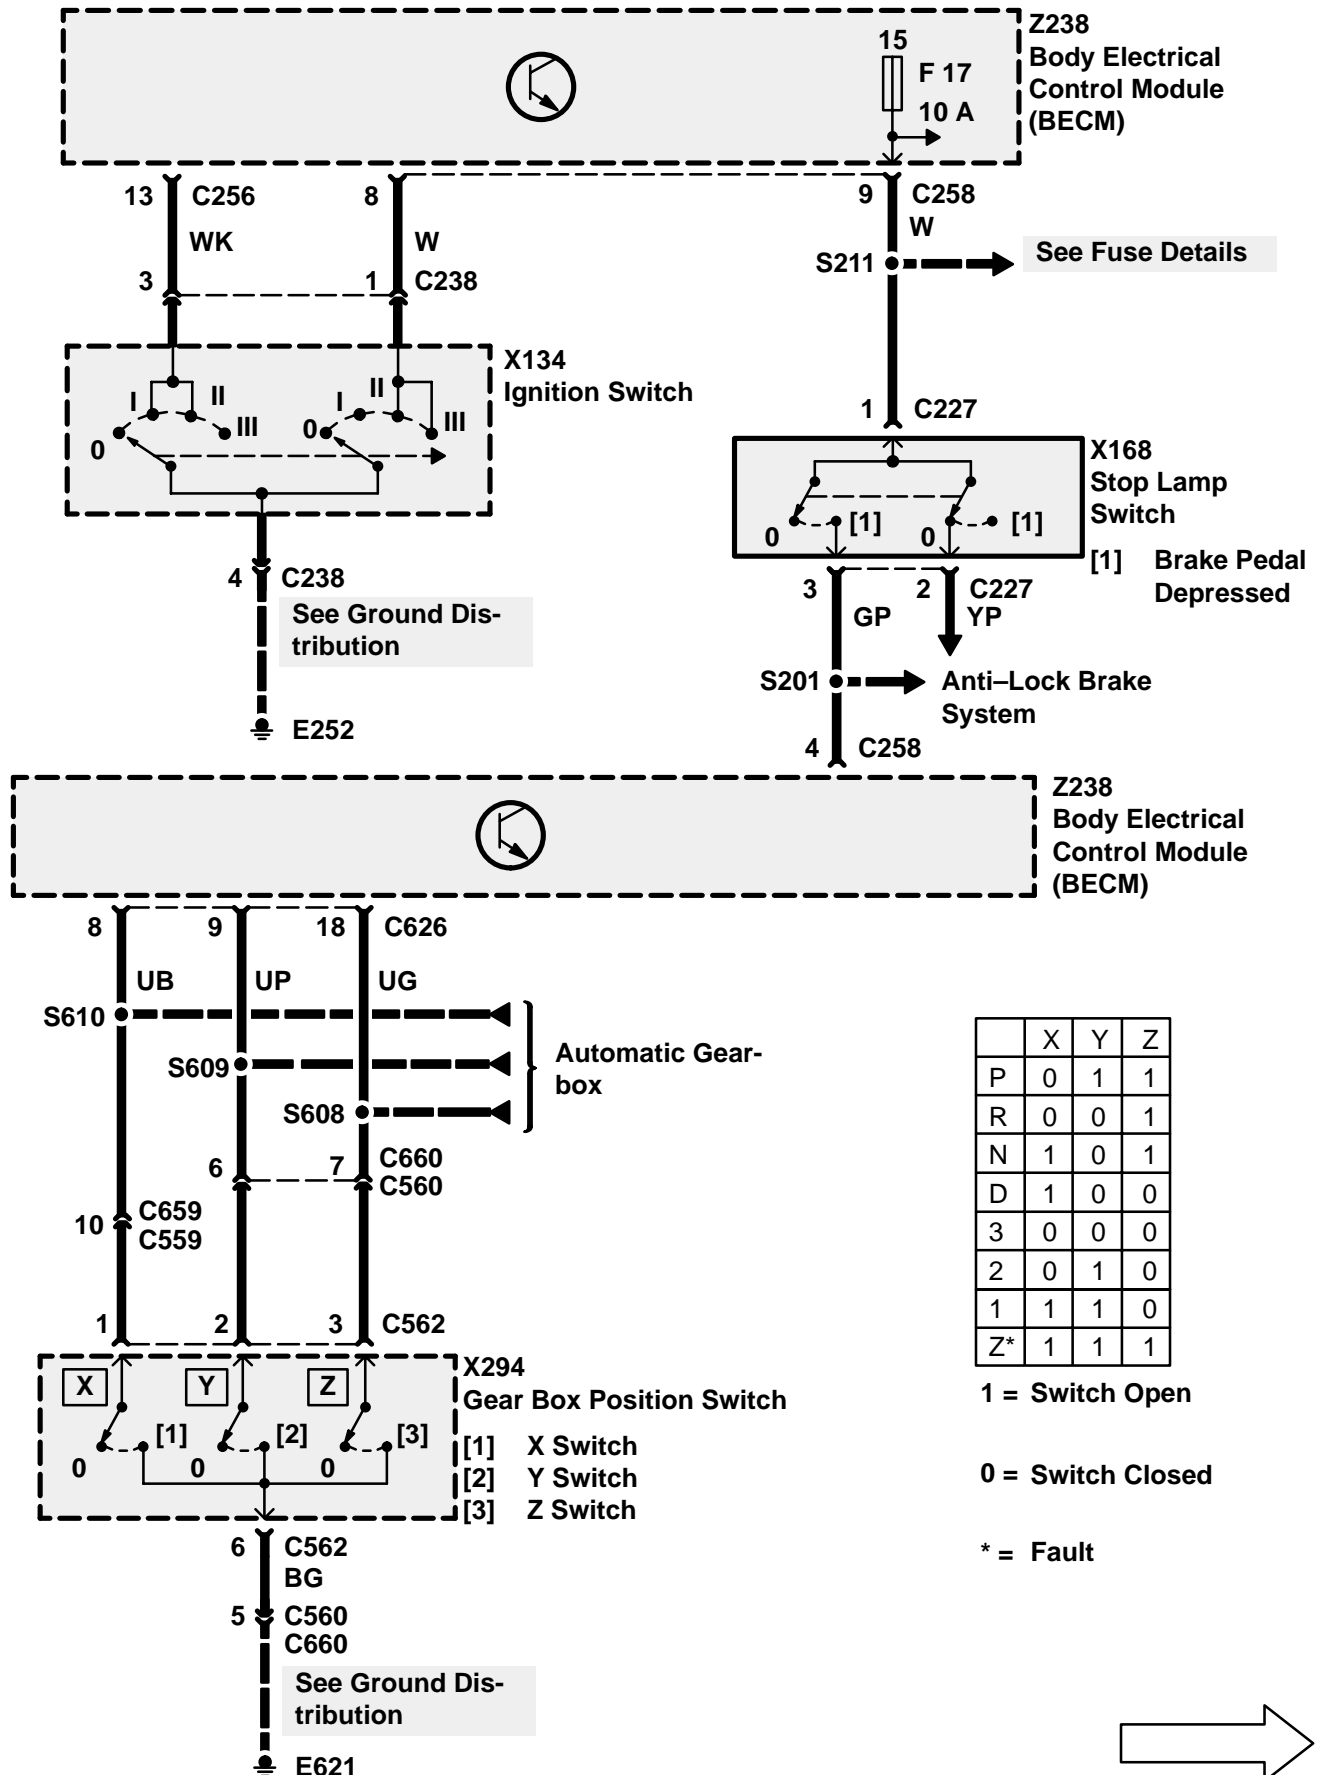 Z238
Body Electrical
Control Module
(BECM)
15
F 17
10 A
13 C256
8
9 C258
WK
W
W
S211
See Fuse Details
3
1 C238
X134
Ignition Switch
I
II
III
0
I
II
III
0
1 C227
X168
Stop Lamp
Switch
[1] Brake Pedal
Depressed
0
[1]
0
[1]
4 C238
See Ground Dis-
tribution
E252
3
2 C227
GP
YP
S201
Anti–Lock Brake
System
4 C258
Z238
Body Electrical
Control Module
(BECM)
8
9
18 C626
UB
UP
UG
S610
S609
S608
Automatic Gear-
box
6
7 C660
C560
10 C659
C559
1
2
3 C562
X Y Z
P 0 1 1
R 0 0 1
N 1 0 1
D 1 0 0
3 0 0 0
2 0 1 0
1 1 1 0
Z* 1 1 1
1 = Switch Open
0 = Switch Closed
* = Fault
X
Y
Z
[1]
[2]
[3]
0
0
0
X294
Gear Box Position Switch
[1] X Switch
[2] Y Switch
[3] Z Switch
6 C562
BG
5 C560
C660
See Ground Dis-
tribution
E621